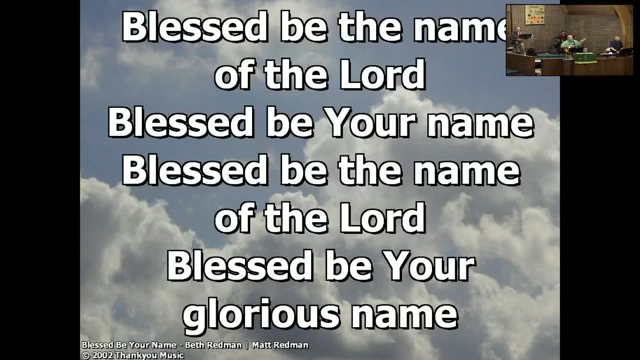 Blessed be the name
of the Lord
Blessed be Your name
Blessed be the name
of the Lord
Blessed be Your
glorious name
Blessed Be Your Name - Beth Redman | Matt Redman
© 2002 Thankyou Music